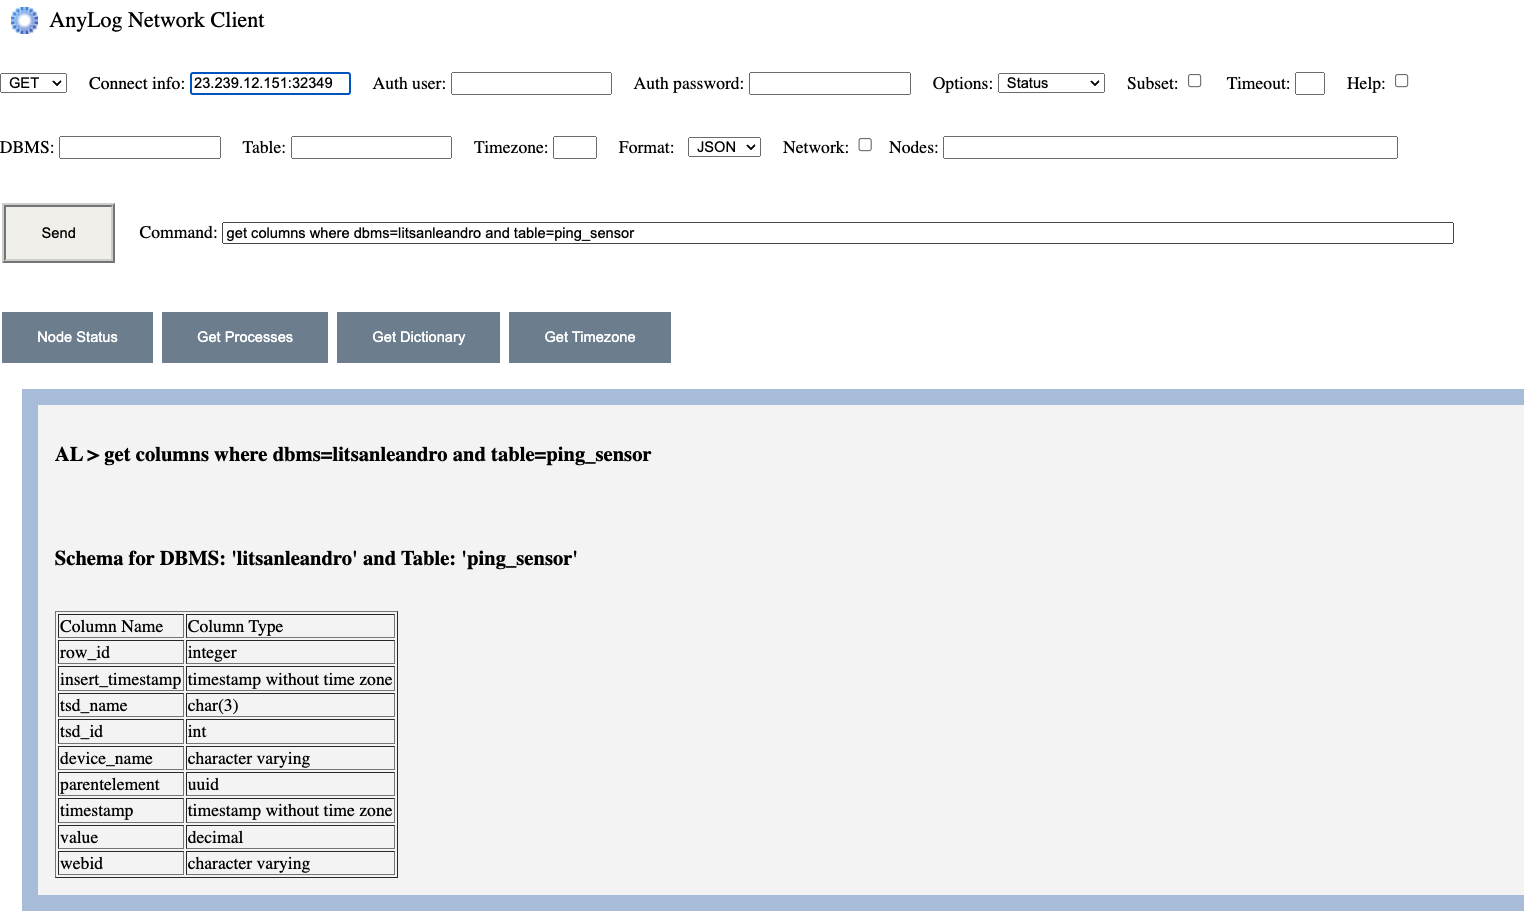 AnyLog Network Client
GET Connect info: 23.239.12.151:32349 Auth user: Auth password: Options: Status Subset: Timeout: Help:
DBMS: Table: Timezone: Format: JSON Network: Nodes:
Send Command: get columns where dbms=litsanleandro and table=ping_sensor
Node Status Get Processes Get Dictionary Get Timezone
AL > get columns where dbms=litsanleandro and table=ping_sensor
Schema for DBMS: 'litsanleandro' and Table: 'ping_sensor'
Column Name Column Type
row_id integer
insert_timestamp timestamp without time zone
tsd_name char(3)
tsd_id int
device_name character varying
parentelement uuid
timestamp timestamp without time zone
value decimal
webid character varying